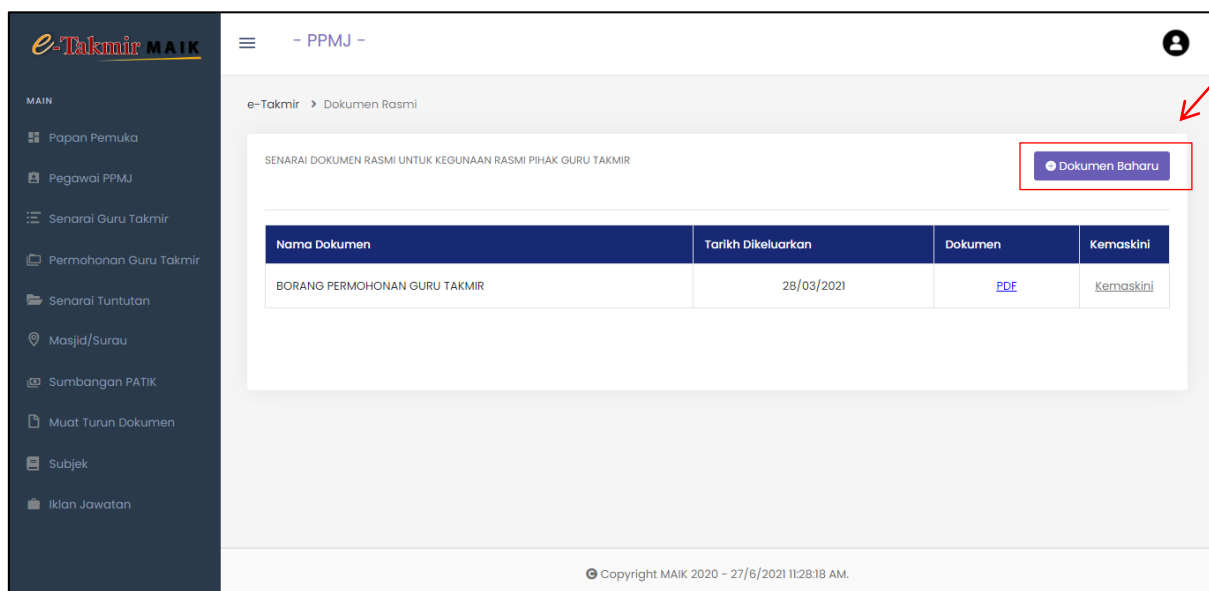 e-Takmir MAIK
- PPMJ -
MAIN
Papan Pemuka
Pegawai PPMJ
Senarai Guru Takmir
Permohonan Guru Takmir
Senarai Tuntutan
Masjid/Surau
Sumbangan PATIK
Muat Turun Dokumen
Subjek
Iklan Jawatan
e-Takmir > Dokumen Rasmi
SENARAI DOKUMEN RASMI UNTUK KEGUNAAN RASMI PIHAK GURU TAKMIR
Dokumen Baharu
Nama Dokumen Tarikh Dikeluarkan Dokumen Kemaskini
BORANG PERMOHONAN GURU TAKMIR 28/03/2021 PDF Kemaskini
Copyright MAIK 2020 - 27/6/2021 11:28:18 AM.